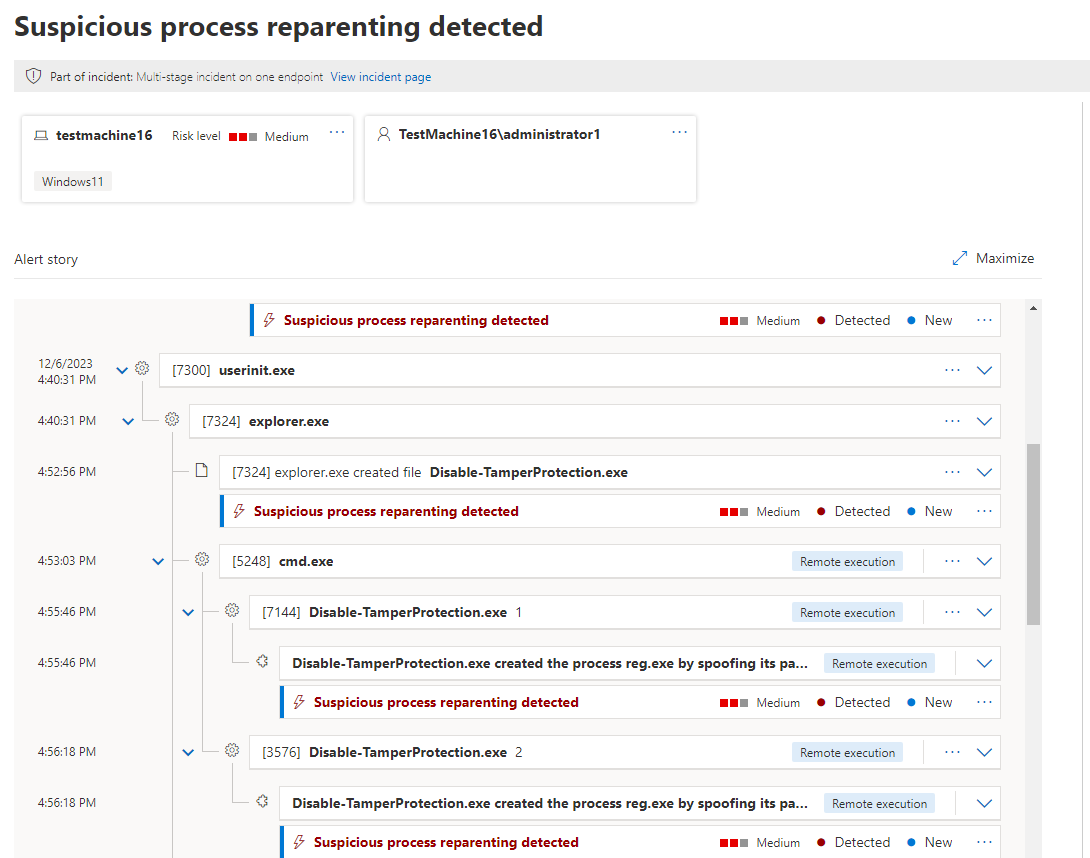 Suspicious process reparenting detected
Part of incident: Multi-stage incident on one endpoint View incident page
testmachine16 Risk level Medium ...
Windows11
TestMachine16\administrator1 ...
Alert story Maximize
Suspicious process reparenting detected Medium Detected New ...
12/6/2023
4:40:31 PM
[7300] userinit.exe ...
4:40:31 PM [7324] explorer.exe ...
4:52:56 PM [7324] explorer.exe created file Disable-TamperProtection.exe ...
Suspicious process reparenting detected Medium Detected New ...
4:53:03 PM [5248] cmd.exe Remote execution ...
4:55:46 PM [7144] Disable-TamperProtection.exe 1 Remote execution ...
4:55:46 PM Disable-TamperProtection.exe created the process reg.exe by spoofing its pa... Remote execution
Suspicious process reparenting detected Medium Detected New ...
4:56:18 PM [3576] Disable-TamperProtection.exe 2 Remote execution ...
4:56:18 PM Disable-TamperProtection.exe created the process reg.exe by spoofing its pa... Remote execution
Suspicious process reparenting detected Medium Detected New ...